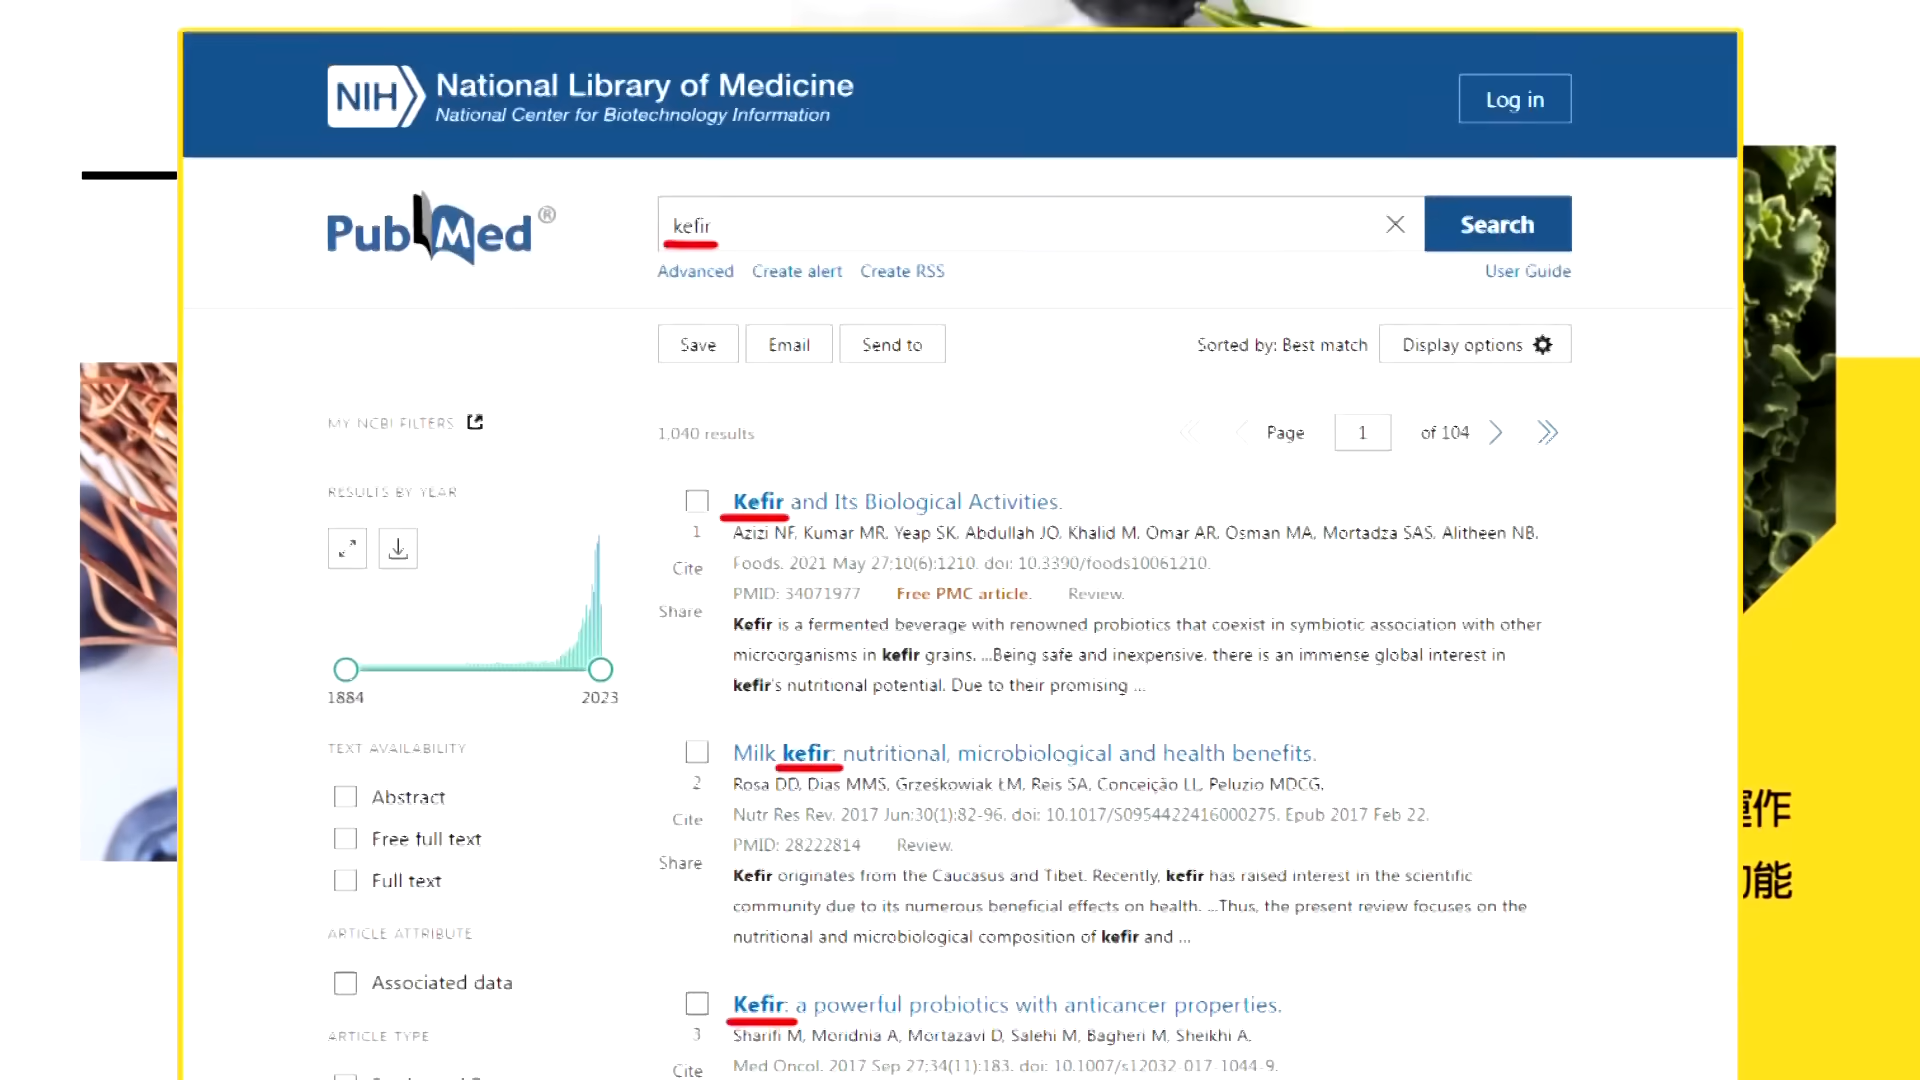 NIH National Library of Medicine
National Center for Biotechnology Information
Log in
PubMed®
kefir
Search
Advanced Create alert Create RSS
User Guide
Save Email Send to
Sorted by: Best match Display options
MY NCBI FILTERS
1,040 results
Page 1 of 104
RESULTS BY YEAR
1884 2023
TEXT AVAILABILITY
Abstract
Free full text
Full text
ARTICLE ATTRIBUTE
Associated data
ARTICLE TYPE
Kefir and Its Biological Activities.
1
Azizi NF, Kumar MR, Yeap SK, Abdullah JO, Khalid M, Omar AR, Osman MA, Mortadza SAS, Alitheen NB.
Cite
Foods. 2021 May 27;10(6):1210. doi: 10.3390/foods10061210.
PMID: 34071977 Free PMC article. Review.
Share
Kefir is a fermented beverage with renowned probiotics that coexist in symbiotic association with other
microorganisms in kefir grains. ...Being safe and inexpensive, there is an immense global interest in
kefir's nutritional potential. Due to their promising ...
Milk kefir: nutritional, microbiological and health benefits.
2
Rosa DD, Dias MMS, Grześkowiak ŁM, Reis SA, Conceição LL, Peluzio MDCG.
Cite
Nutr Res Rev. 2017 Jun;30(1):82-96. doi: 10.1017/S0954422416000275. Epub 2017 Feb 22.
PMID: 28222814 Review.
Share
Kefir originates from the Caucasus and Tibet. Recently, kefir has raised interest in the scientific
community due to its numerous beneficial effects on health. ...Thus, the present review focuses on the
nutritional and microbiological composition of kefir and ...
Kefir: a powerful probiotics with anticancer properties.
3
Sharifi M, Moridnia A, Mortazavi D, Salehi M, Bagheri M, Sheikhi A.
Cite
Med Oncol. 2017 Sep 27;34(11):183. doi: 10.1007/s12032-017-1044-9.
作
能